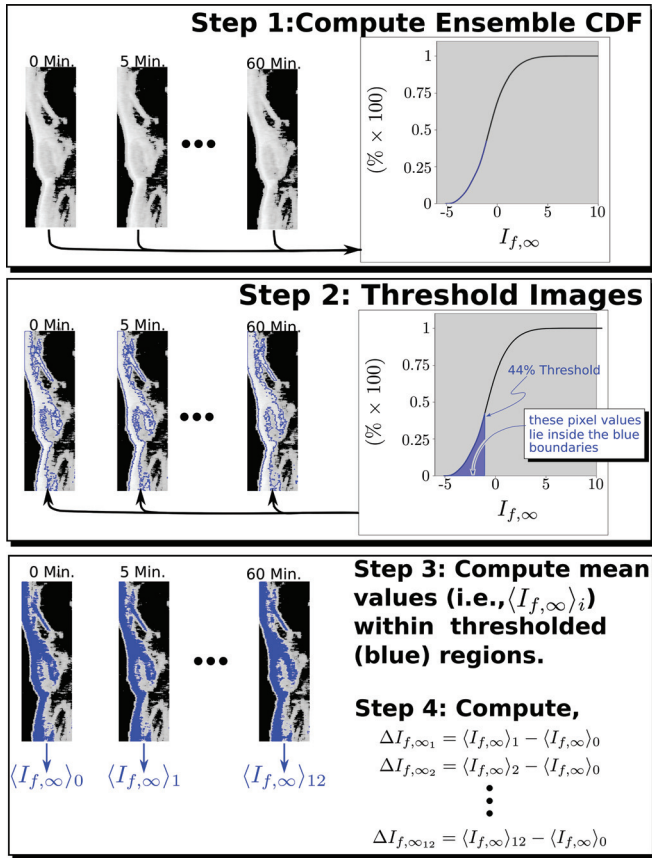 Step 1:Compute Ensemble CDF
0 Min.
5 Min.
60 Min.
●●●
(% × 100)
1
0.75
0.5
0.25
0
-5
0
5
10
I_{f,∞}
Step 2: Threshold Images
0 Min.
5 Min.
60 Min.
●●●
(% × 100)
1
0.75
0.5
0.25
0
44% Threshold
these pixel values
lie inside the blue
boundaries
-5
0
5
10
I_{f,∞}
0 Min.
5 Min.
60 Min.
●●●
⟨I_{f,∞}⟩_0
⟨I_{f,∞}⟩_1
⟨I_{f,∞}⟩_{12}
Step 3: Compute mean
values (i.e.,⟨I_{f,∞}⟩_i)
within thresholded
(blue) regions.
Step 4: Compute,
ΔI_{f,∞_1} = ⟨I_{f,∞}⟩_1 − ⟨I_{f,∞}⟩_0
ΔI_{f,∞_2} = ⟨I_{f,∞}⟩_2 − ⟨I_{f,∞}⟩_0
⋮
ΔI_{f,∞_{12}} = ⟨I_{f,∞}⟩_{12} − ⟨I_{f,∞}⟩_0